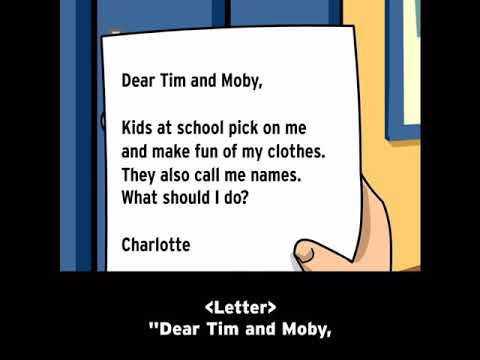 Dear Tim and Moby,
Kids at school pick on me
and make fun of my clothes.
They also call me names.
What should I do?
Charlotte
<Letter>
"Dear Tim and Moby,